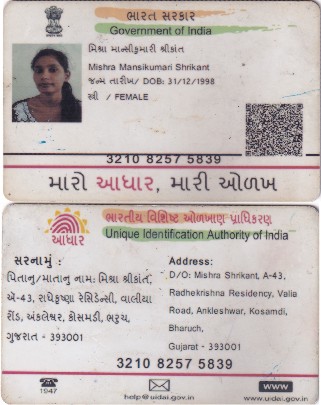 ભારત સરકાર
Government of India
મિશ્રા માન્સીકુમારી શ્રીકાંત
Mishra Mansikumari Shrikant
જન્મ તારીખ/ DOB: 31/12/1998
સ્ત્રી / FEMALE
3210 8257 5839
મારો આધાર, મારી ઓળખ
ભારતીય વિશિષ્ટ ઓળખાણ પ્રાધિકરણ
Unique Identification Authority of India
આધાર
સરનામું :
પિતાનુ/માતાનુ નામ: મિશ્રા શ્રીકાંત,
એ-43, રાધેકૃષ્ણા રેસિડેન્સી, વાલીયા
રોડ, અંકલેશ્વર, કોસમડી, ભરૂચ,
ગુજરાત - 393001
Address:
D/O: Mishra Shrikant, A-43,
Radhekrishna Residency, Valia
Road, Ankleshwar, Kosamdi,
Bharuch,
Gujarat - 393001
3210 8257 5839
1947
help@uidai.gov.in
www
www.uidai.gov.in